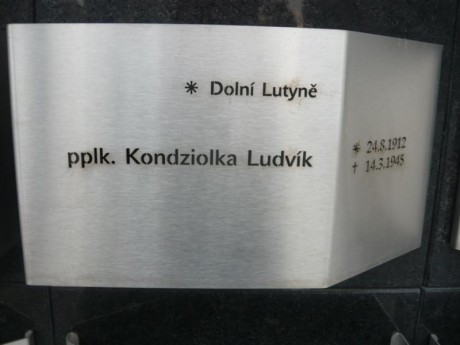 ✳ Dolní Lutyně
pplk. Kondziolka Ludvík
✳ 24.8.1912
† 14.3.1945